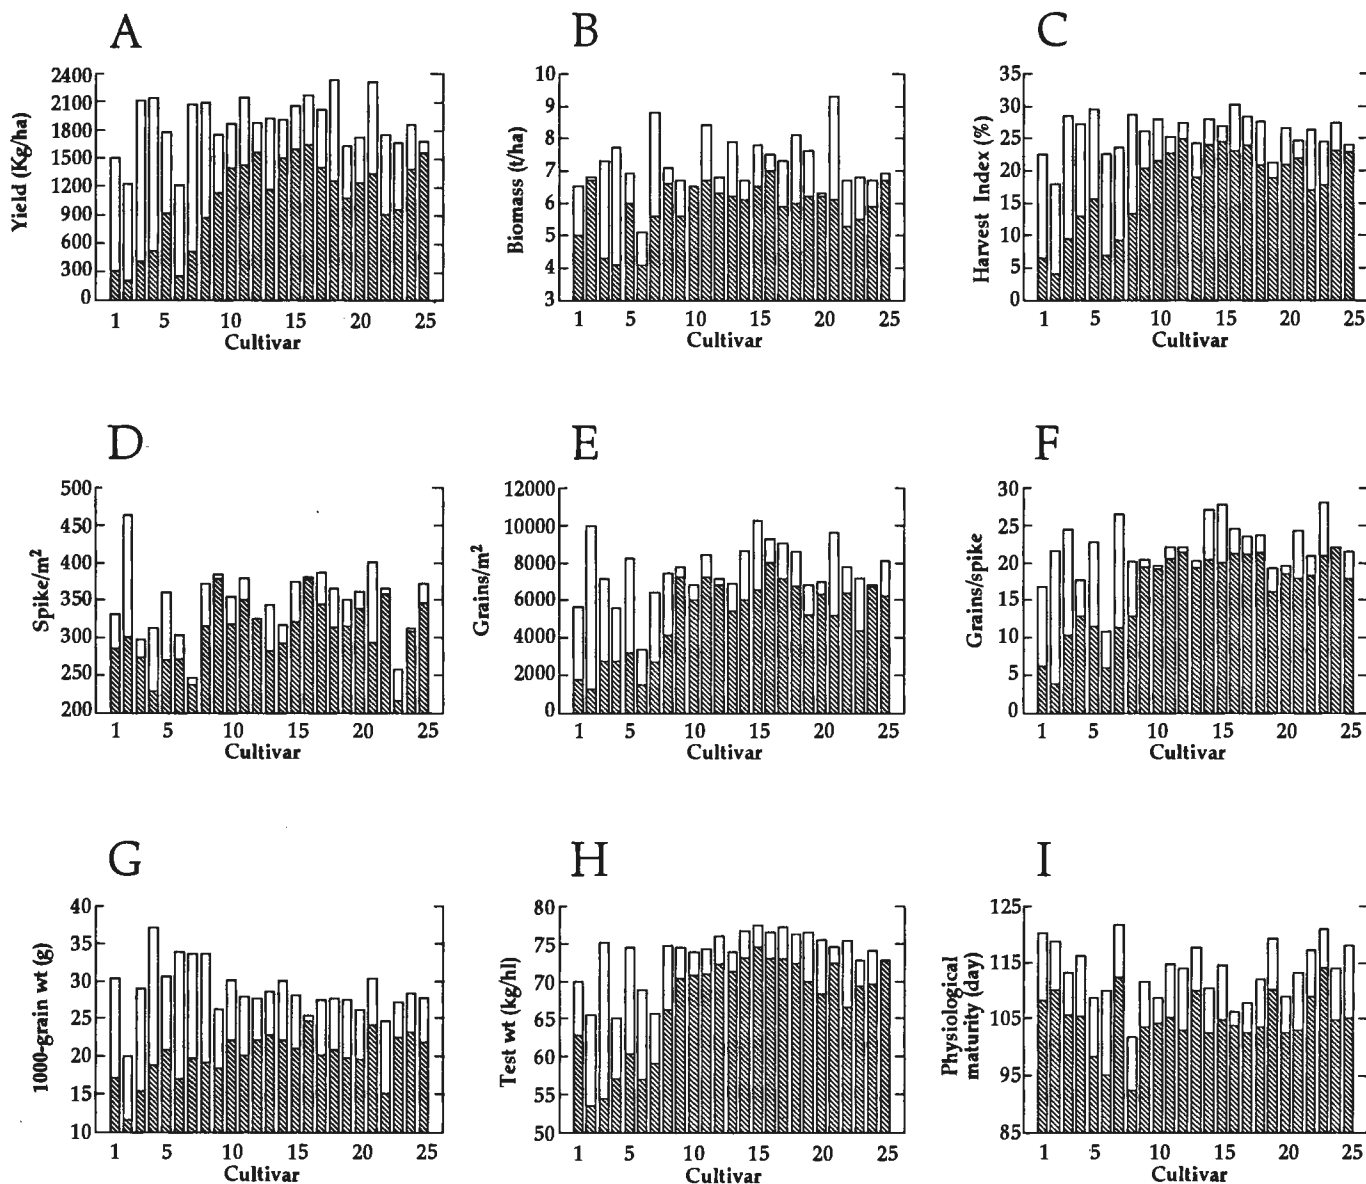 A
Yield (Kg/ha)
2400
2100
1800
1500
1200
900
600
300
0
1 5 10 15 20 25
Cultivar
B
Biomass (t/ha)
10
9
8
7
6
5
4
3
1 5 10 15 20 25
Cultivar
C
Harvest Index (%)
35
30
25
20
15
10
5
0
1 5 10 15 20 25
Cultivar
D
Spike/m²
500
450
400
350
300
250
200
1 5 10 15 20 25
Cultivar
E
Grains/m²
12000
10000
8000
6000
4000
2000
0
1 5 10 15 20 25
Cultivar
F
Grains/spike
30
25
20
15
10
5
0
1 5 10 15 20 25
Cultivar
G
1000-grain wt (g)
40
35
30
25
20
15
10
1 5 10 15 20 25
Cultivar
H
Test wt (kg/hl)
80
75
70
65
60
55
50
1 5 10 15 20 25
Cultivar
I
Physiological
maturity (day)
125
115
105
95
85
1 5 10 15 20 25
Cultivar